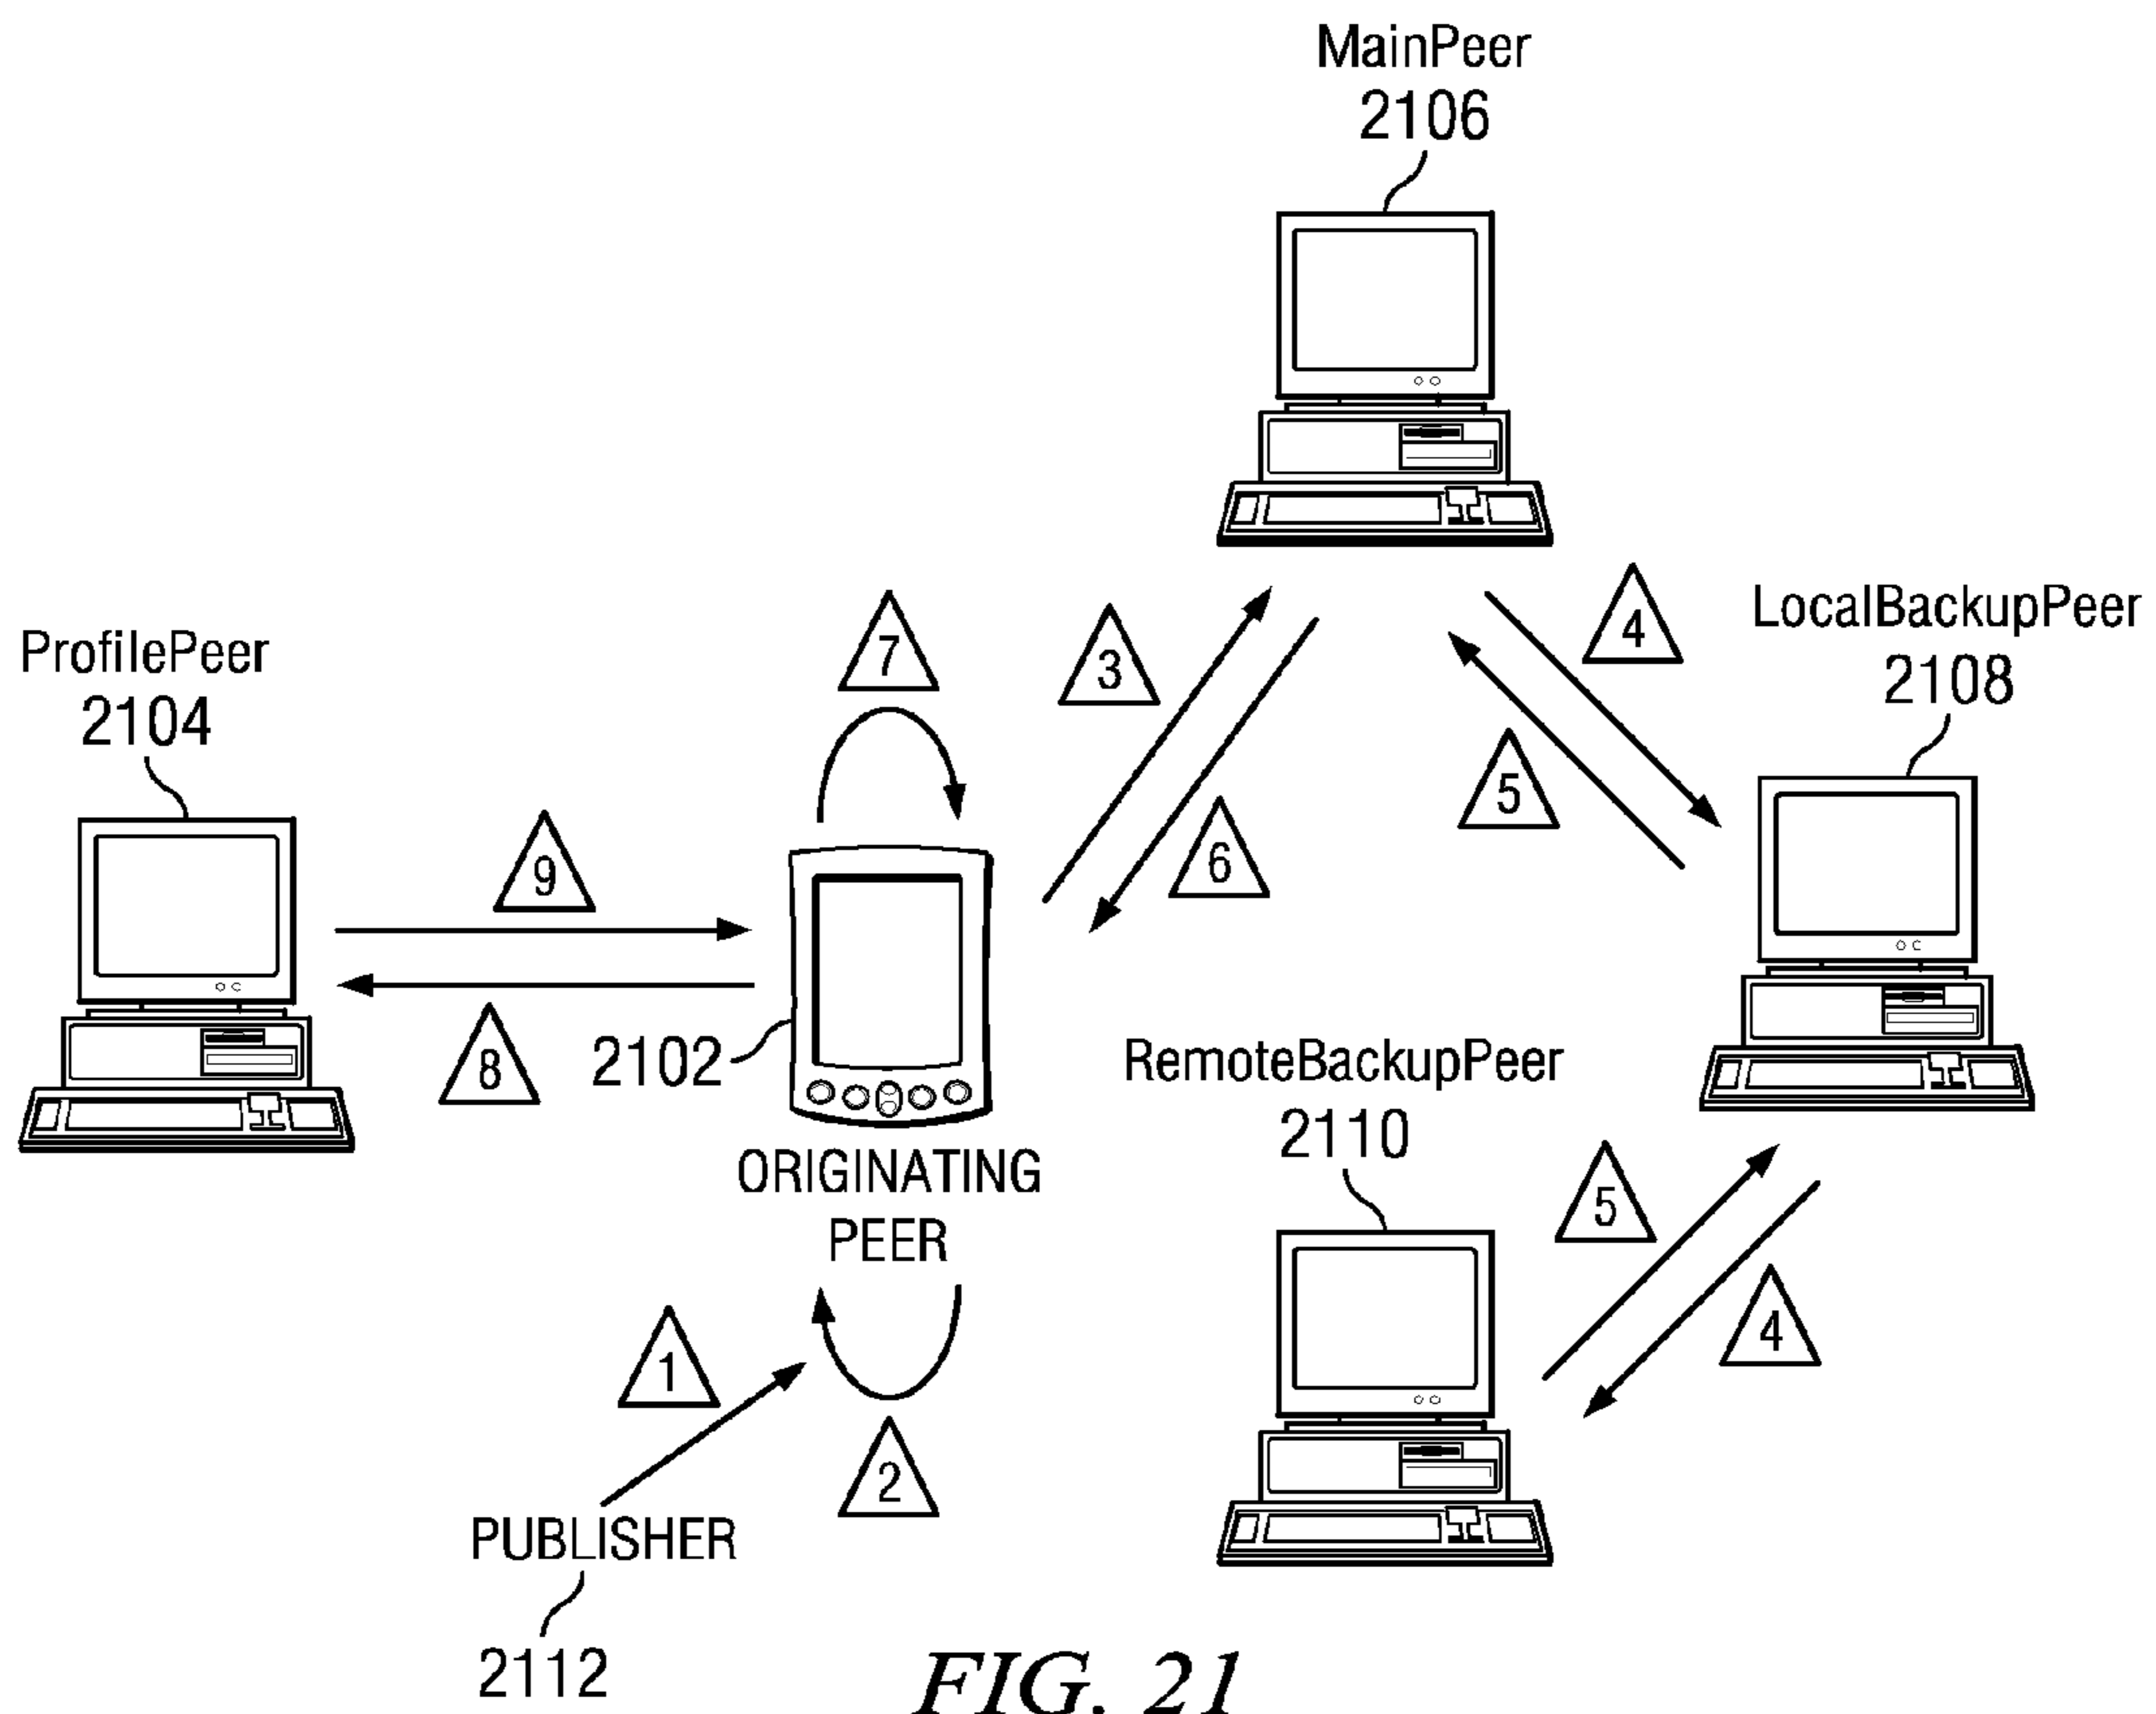 MainPeer
2106
4
LocalBackupPeer
2108
7
3
ProfilePeer
2104
5
6
9
8
2102
RemoteBackupPeer
2110
ORIGINATING
PEER
5
4
1
2
PUBLISHER
2112
FIG. 21